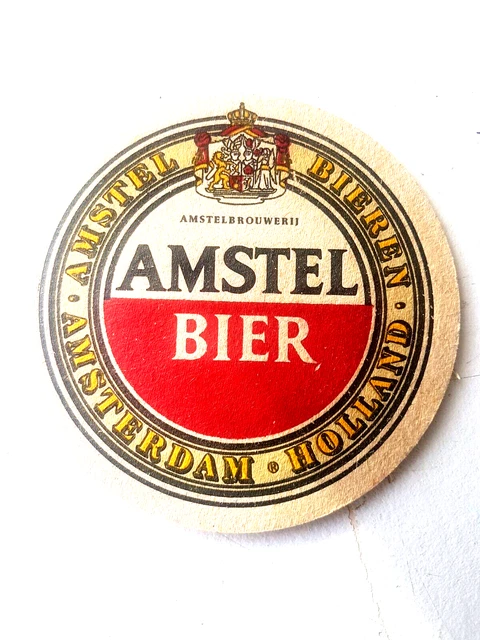 AMSTEL BIEREN
AMSTELBROUWERIJ
AMSTEL
BIER
AMSTERDAM ® HOLLAND